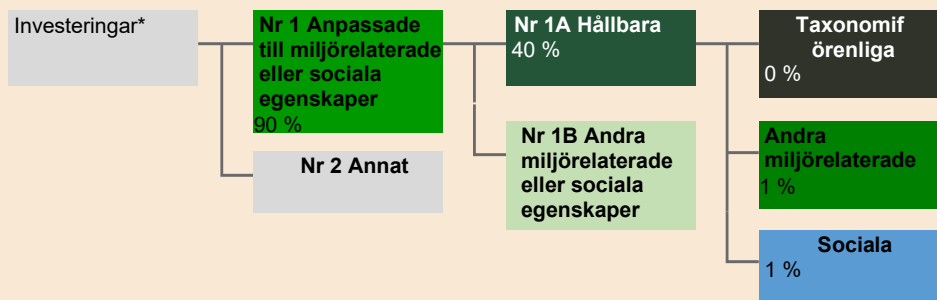 Investeringar*
Nr 1 Anpassade
till miljörelaterade
eller sociala
egenskaper
90 %
Nr 2 Annat
Nr 1A Hållbara
40 %
Nr 1B Andra
miljörelaterade
eller sociala
egenskaper
Taxonomif
örenliga
0 %
Andra
miljörelaterade
1 %
Sociala
1 %